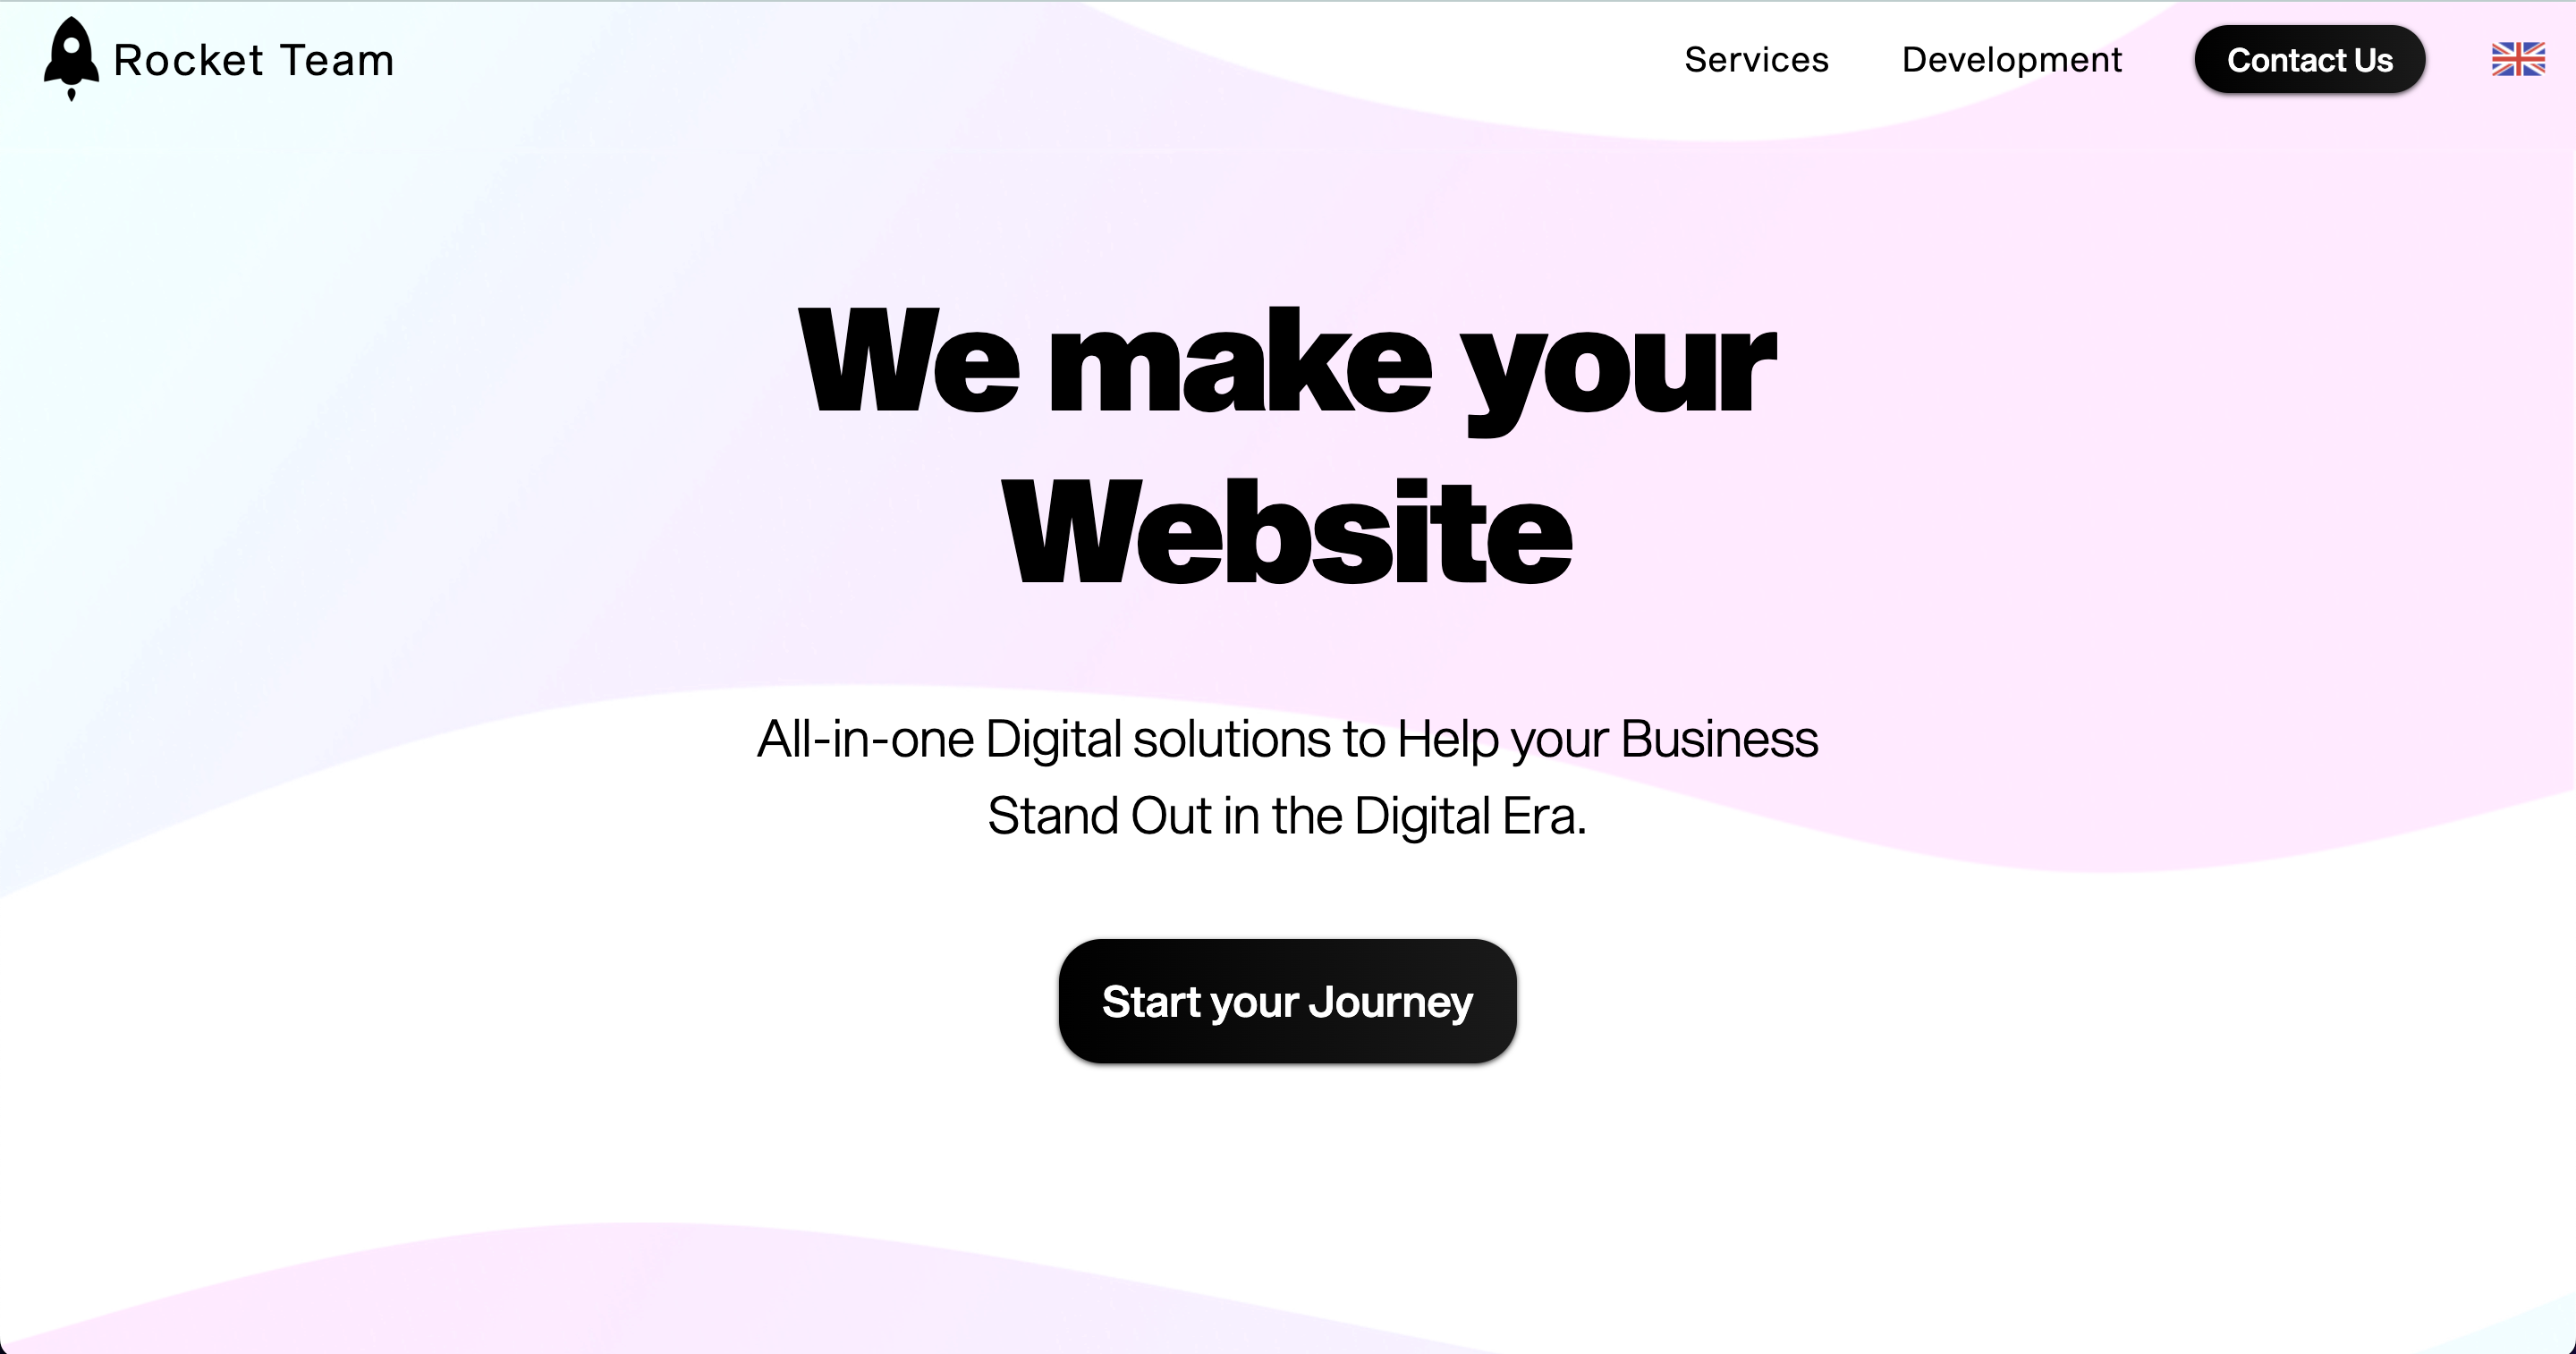 Rocket Team
Services
Development
Contact Us
We make your
Website
All-in-one Digital solutions to Help your Business
Stand Out in the Digital Era.
Start your Journey